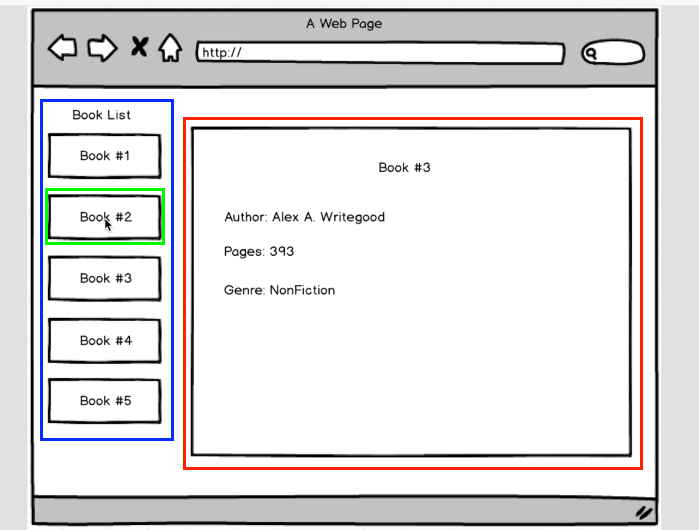 A Web Page
http://
Book List
Book #1
Book #2
Book #3
Book #4
Book #5
Book #3
Author: Alex A. Writegood
Pages: 393
Genre: NonFiction